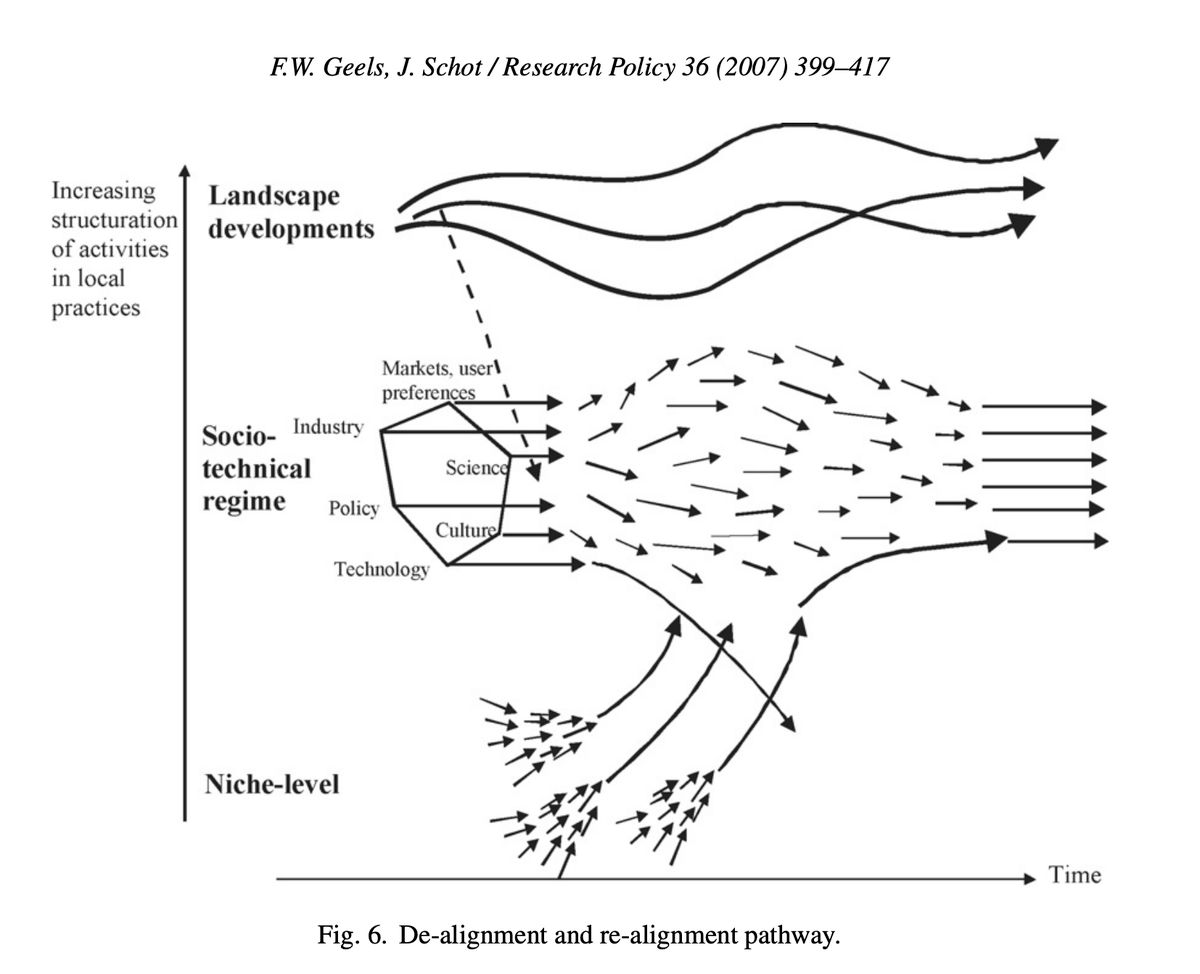 F.W. Geels, J. Schot / Research Policy 36 (2007) 399–417
Increasing
structuration
of activities
in local
practices
Landscape
developments
Markets, user
preferences
Industry
Socio-
technical
regime
Science
Policy
Culture
Technology
Niche-level
Time
Fig. 6. De-alignment and re-alignment pathway.